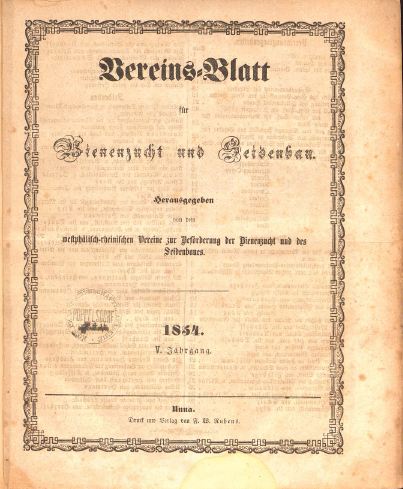 Vereins-Blatt
für
Bienenzucht und Seidenbau.
Herausgegeben
von dem
westphälisch-rheinischen Vereine zur Beförderung der Bienenzucht und des
Seidenbaues.
1854.
V. Jahrgang.
Unna.
Druck und Verlag von F. W. Rubens.